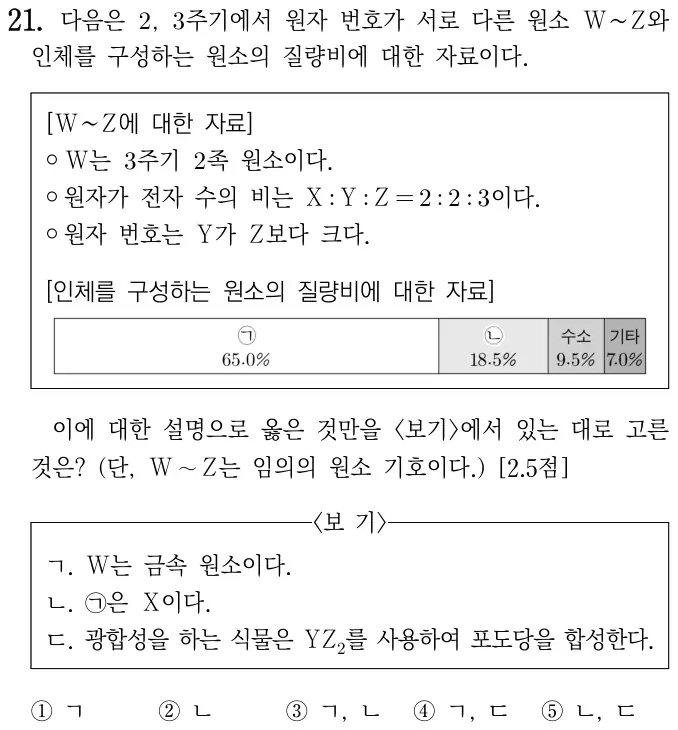 21. 다음은 2, 3주기에서 원자 번호가 서로 다른 원소 W~Z와
인체를 구성하는 원소의 질량비에 대한 자료이다.
[W~Z에 대한 자료]
○ W는 3주기 2족 원소이다.
○ 원자가 전자 수의 비는 X : Y : Z = 2 : 2 : 3이다.
○ 원자 번호는 Y가 Z보다 크다.
[인체를 구성하는 원소의 질량비에 대한 자료]
㉠ ㉡ 수소 기타
65.0% 18.5% 9.5% 7.0%
이에 대한 설명으로 옳은 것만을 <보기>에서 있는 대로 고른
것은? (단, W~Z는 임의의 원소 기호이다.) [2.5점]
<보 기>
ㄱ. W는 금속 원소이다.
ㄴ. ㉠은 X이다.
ㄷ. 광합성을 하는 식물은 YZ₂를 사용하여 포도당을 합성한다.
① ㄱ ② ㄴ ③ ㄱ, ㄴ ④ ㄱ, ㄷ ⑤ ㄴ, ㄷ